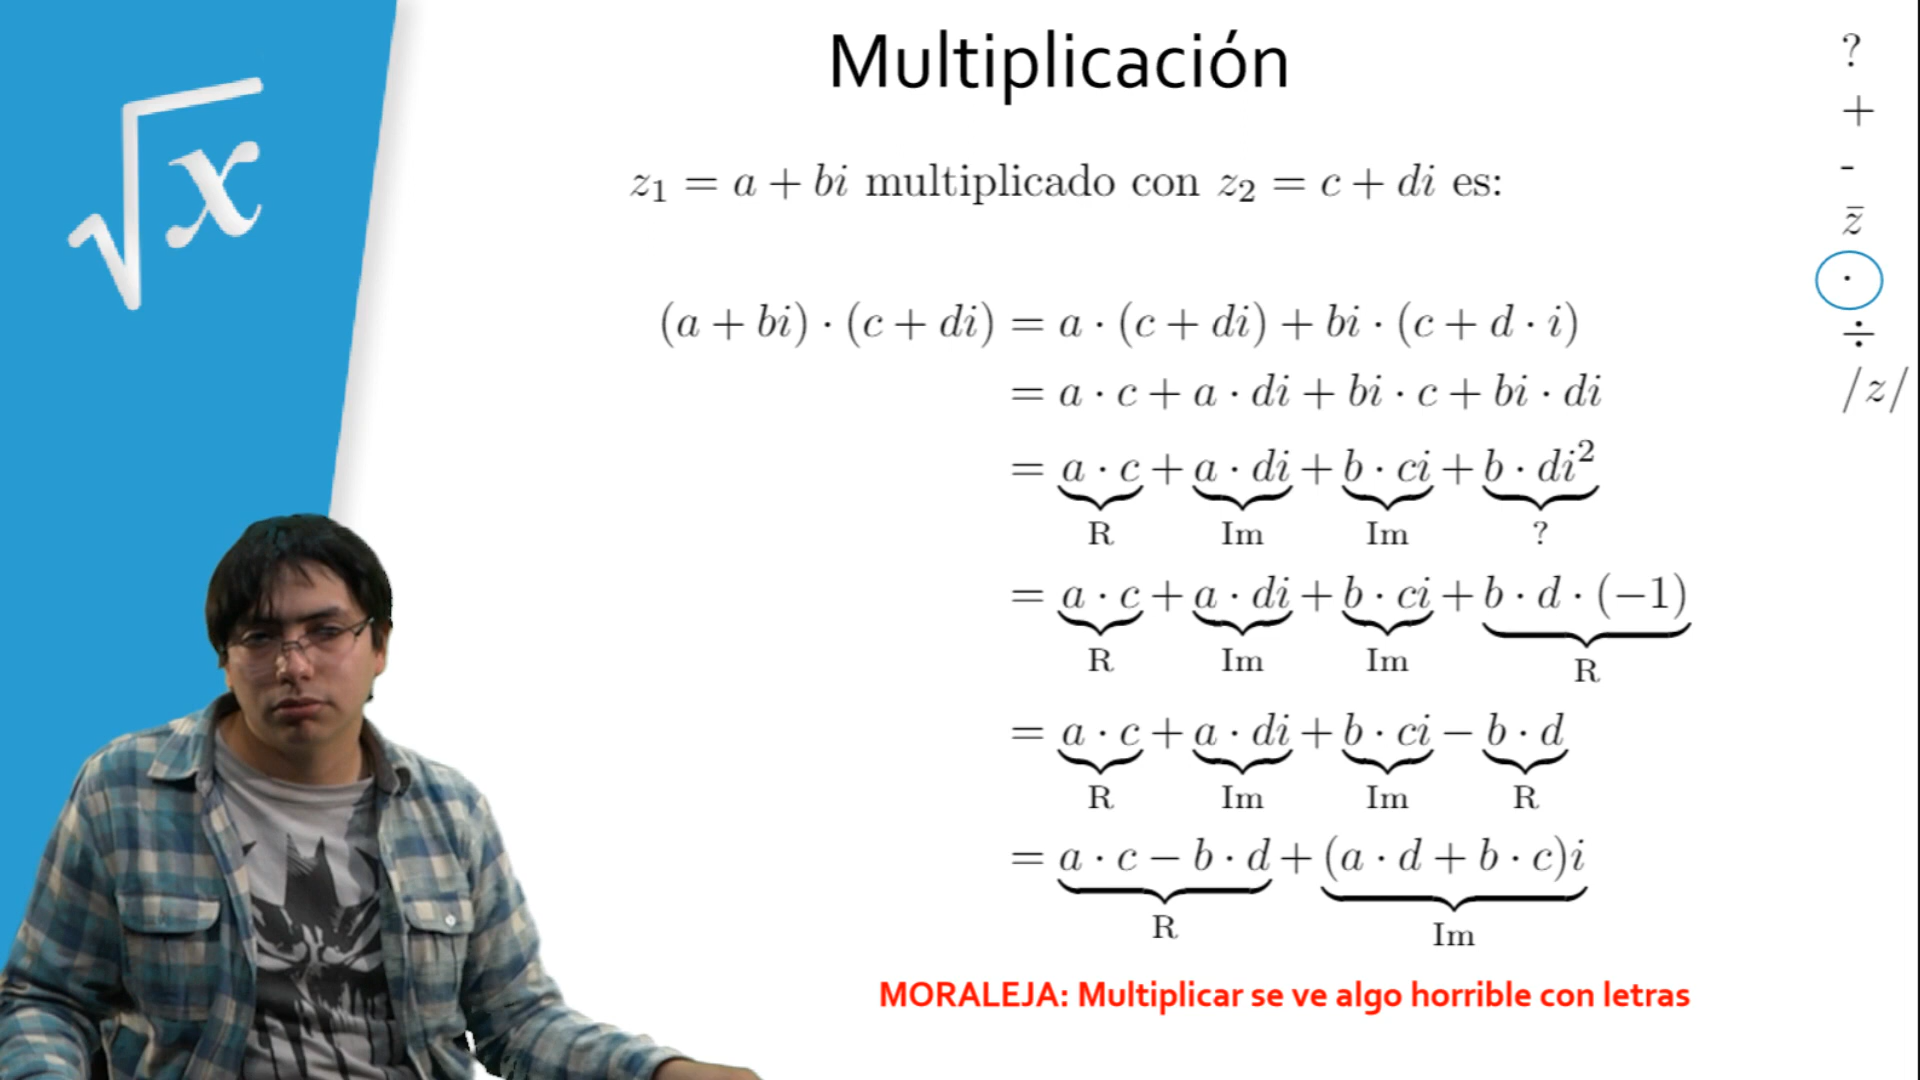 √x
Multiplicación
z₁ = a + bi multiplicado con z₂ = c + di es:
(a + bi) · (c + di) = a · (c + di) + bi · (c + d · i)
= a · c + a · di + bi · c + bi · di
= a · c + a · di + b · ci + b · di²
R Im Im ?
= a · c + a · di + b · ci + b · d · (−1)
R Im Im R
= a · c + a · di + b · ci − b · d
R Im Im R
= a · c − b · d + (a · d + b · c)i
R Im
MORALEJA: Multiplicar se ve algo horrible con letras
?
+
-
z̄
·
÷
/z/